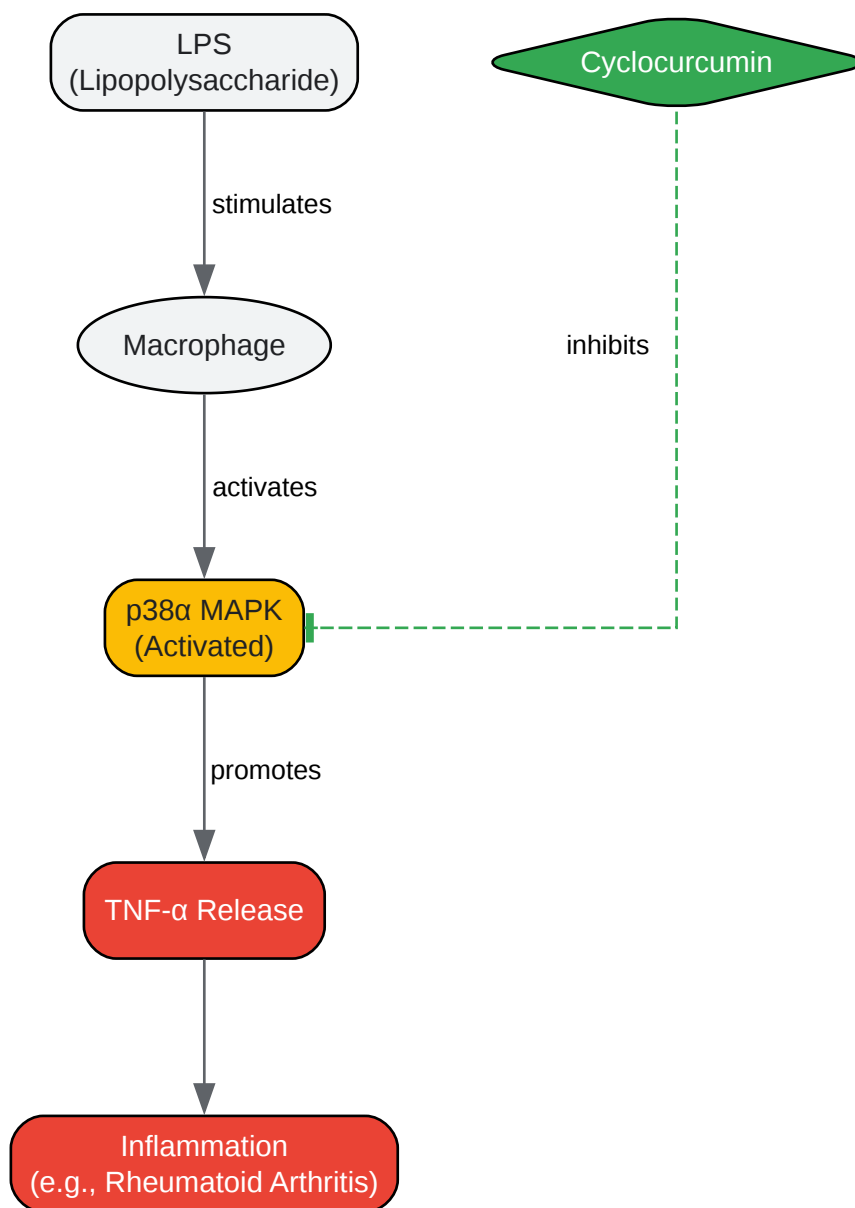 LPS
(Lipopolysaccharide)
Cyclocurcumin
stimulates
Macrophage
inhibits
activates
p38α MAPK
(Activated)
promotes
TNF-α Release
Inflammation
(e.g., Rheumatoid Arthritis)